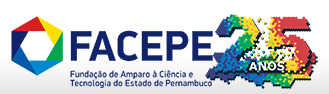 FACEPE
25
ANOS
Fundação de Amparo à Ciência e
Tecnologia do Estado de Pernambuco